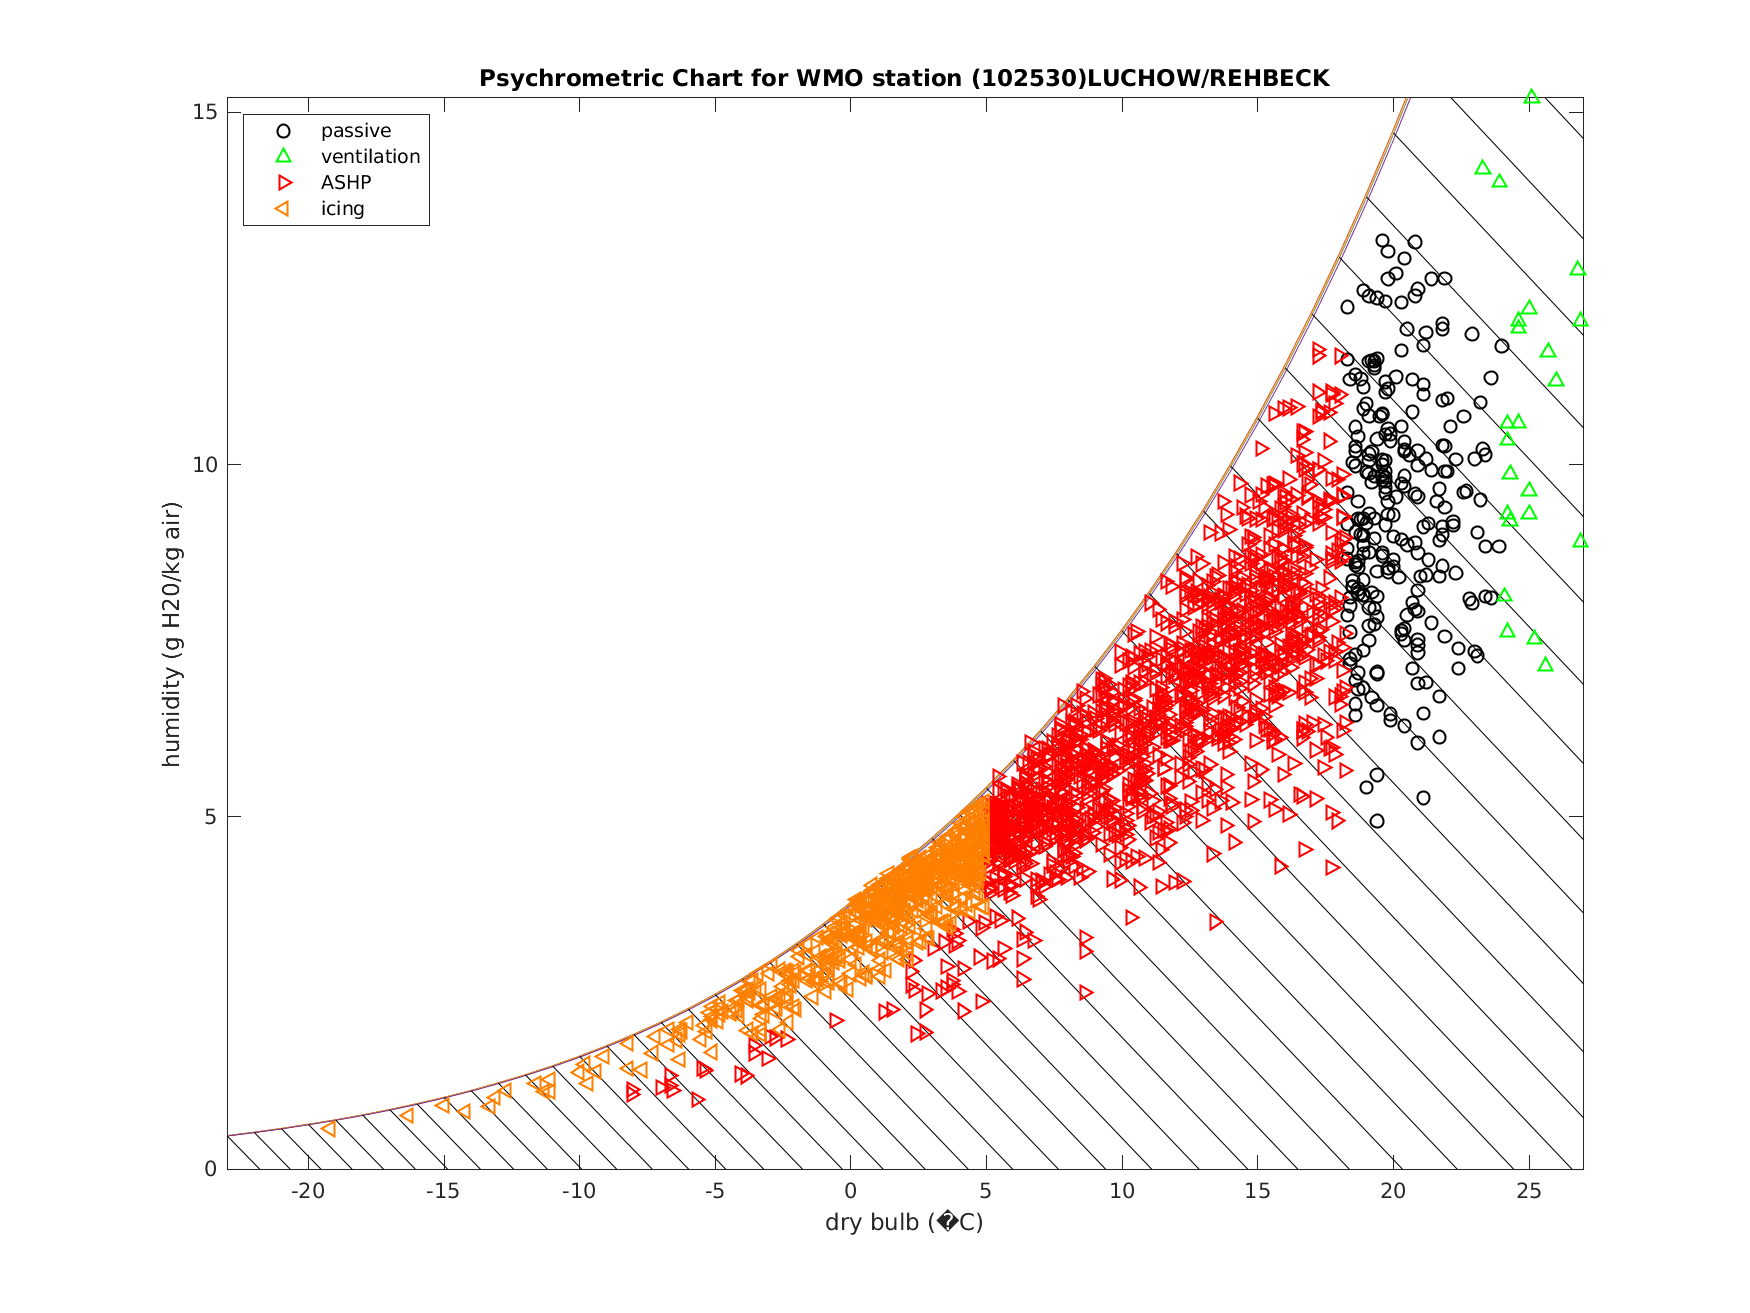 Psychrometric Chart for WMO station (102530)LUCHOW/REHBECK
passive
ventilation
ASHP
icing
humidity (g H20/kg air)
15
10
5
0
-20 -15 -10 -5 0 5 10 15 20 25
dry bulb (�C)